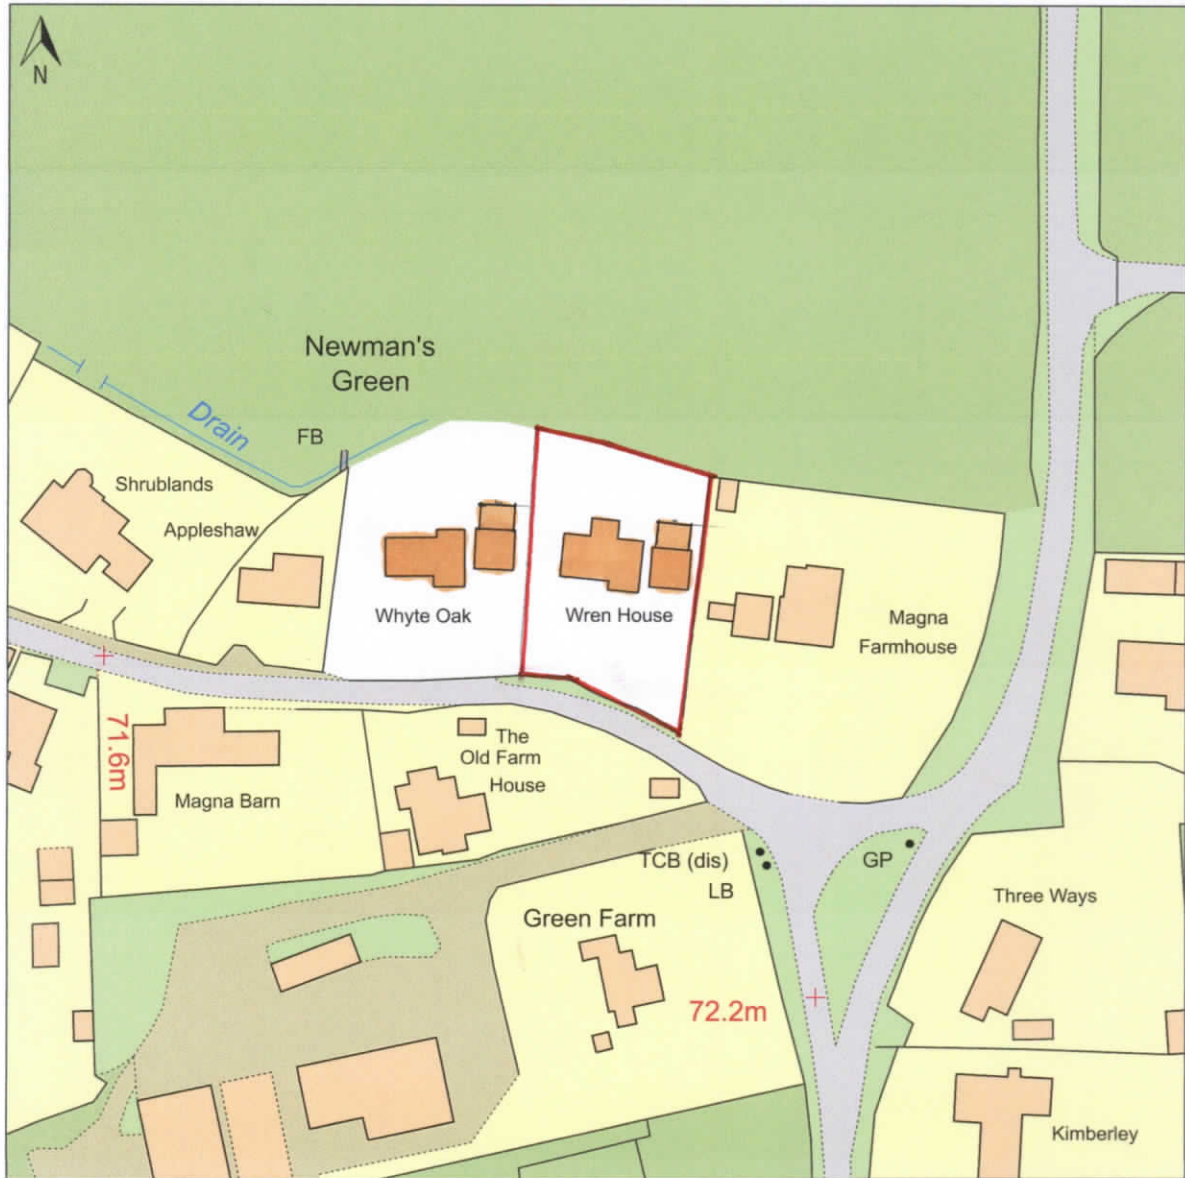 N
Newman's
Green
Drain
FB
Shrublands
Appleshaw
Whyte Oak
Wren House
Magna
Farmhouse
71.6m
The
Old Farm
House
Magna Barn
TCB (dis)
LB
GP
Green Farm
Three Ways
72.2m
Kimberley